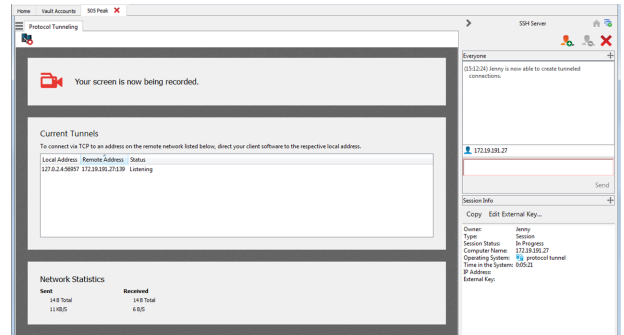 Home Vault Accounts 505 Peak
SSH Server
Protocol Tunneling
Everyone
(15:12:24) Jenny is now able to create tunneled
connections.
Your screen is now being recorded.
Current Tunnels
To connect via TCP to an address on the remote network listed below, direct your client software to the respective local address.
Local Address Remote Address Status
127.0.2.4:56957 172.19.191.27:139 Listening
172.19.191.27
Send
Session Info
Copy Edit External Key...
Owner: Jenny
Type: Session
Session Status: In Progress
Computer Name: 172.19.191.27
Operating System: protocol tunnel
Time in the System: 0:05:21
IP Address:
External Key:
Network Statistics
Sent Received
14 B Total 14 B Total
11 KB/S 6 B/S